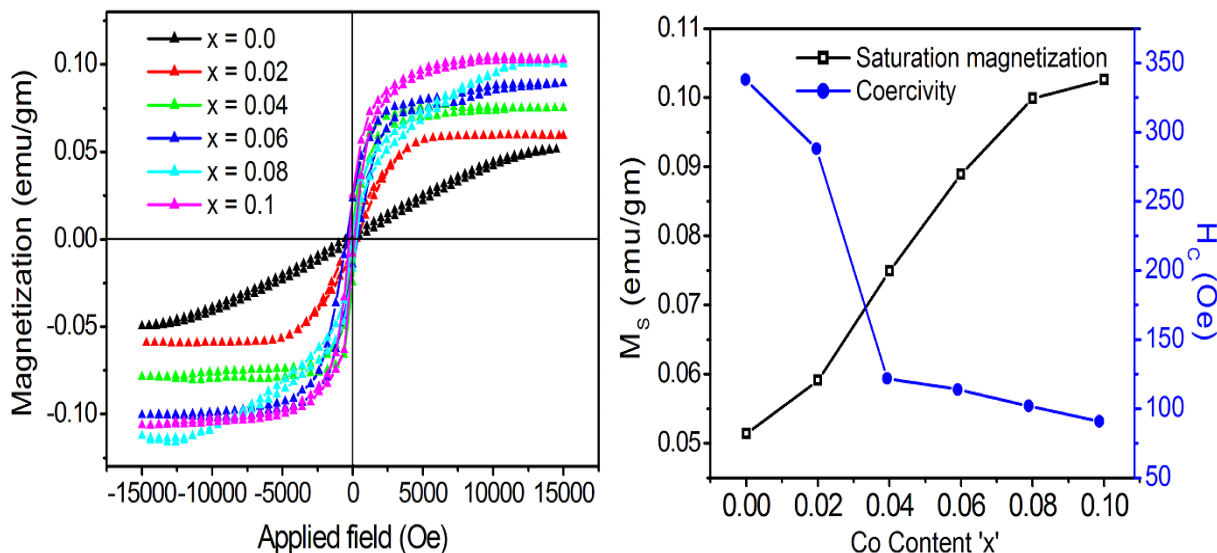 x = 0.0
x = 0.02
x = 0.04
x = 0.06
x = 0.08
x = 0.1
0.10
0.05
0.00
-0.05
-0.10
Magnetization (emu/gm)
-15000 -10000 -5000 0 5000 10000 15000
Applied field (Oe)
Saturation magnetization
Coercivity
0.11
0.10
0.09
0.08
0.07
0.06
0.05
M_S (emu/gm)
350
300
250
200
150
100
50
H_C (Oe)
0.00 0.02 0.04 0.06 0.08 0.10
Co Content 'x'